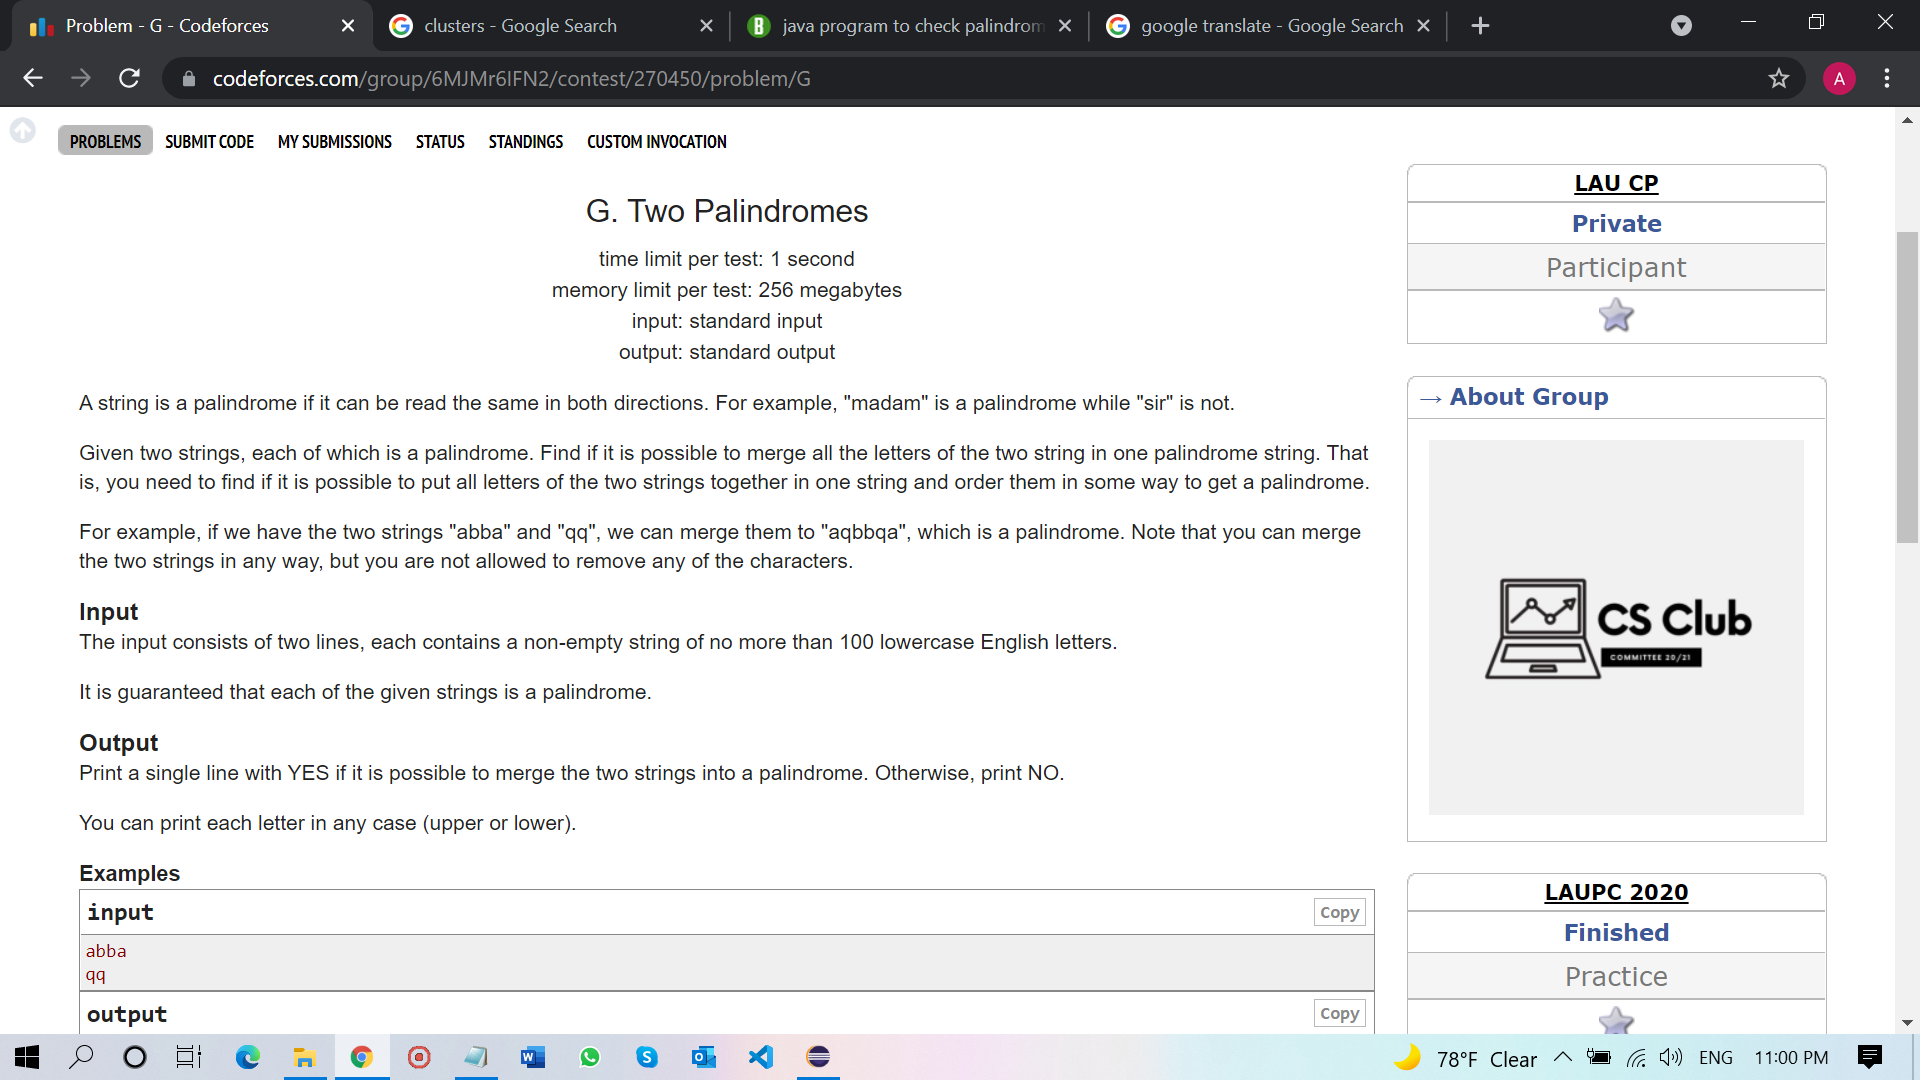 Problem - G - Codeforces
clusters - Google Search
java program to check palindrom
google translate - Google Search
codeforces.com/group/6MJMr6IFN2/contest/270450/problem/G
A
PROBLEMS SUBMIT CODE MY SUBMISSIONS STATUS STANDINGS CUSTOM INVOCATION
G. Two Palindromes
time limit per test: 1 second
memory limit per test: 256 megabytes
input: standard input
output: standard output
A string is a palindrome if it can be read the same in both directions. For example, "madam" is a palindrome while "sir" is not.
Given two strings, each of which is a palindrome. Find if it is possible to merge all the letters of the two string in one palindrome string. That
is, you need to find if it is possible to put all letters of the two strings together in one string and order them in some way to get a palindrome.
For example, if we have the two strings "abba" and "qq", we can merge them to "aqbbqa", which is a palindrome. Note that you can merge
the two strings in any way, but you are not allowed to remove any of the characters.
Input
The input consists of two lines, each contains a non-empty string of no more than 100 lowercase English letters.
It is guaranteed that each of the given strings is a palindrome.
Output
Print a single line with YES if it is possible to merge the two strings into a palindrome. Otherwise, print NO.
You can print each letter in any case (upper or lower).
Examples
input
Copy
abba
qq
output
Copy
LAU CP
Private
Participant
→ About Group
CS Club
COMMITTEE 20/21
LAUPC 2020
Finished
Practice
78°F Clear
ENG
11:00 PM